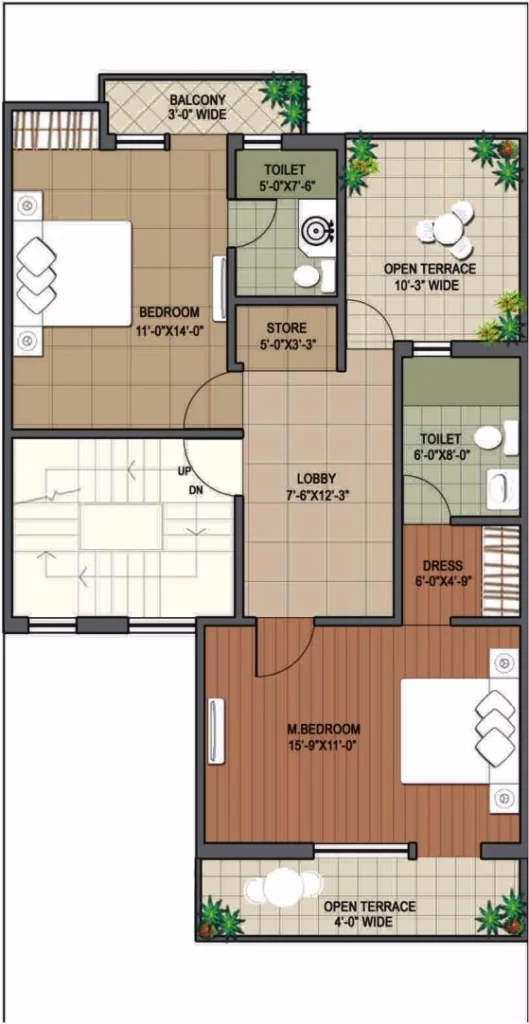 BALCONY
3'-0" WIDE
TOILET
5'-0"X7'-6"
OPEN TERRACE
10'-3" WIDE
BEDROOM
11'-0"X14'-0"
STORE
5'-0"X3'-3"
TOILET
6'-0"X8'-0"
UP
DN
LOBBY
7'-6"X12'-3"
DRESS
6'-0"X4'-9"
M.BEDROOM
15'-9"X11'-0"
OPEN TERRACE
4'-0" WIDE